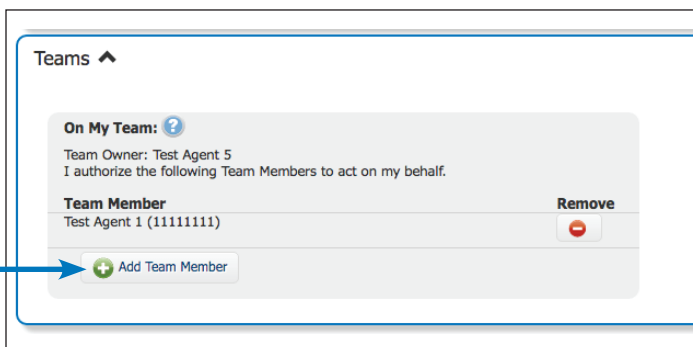 Teams
On My Team:
Team Owner: Test Agent 5
I authorize the following Team Members to act on my behalf.
Team Member Remove
Test Agent 1 (11111111)
Add Team Member